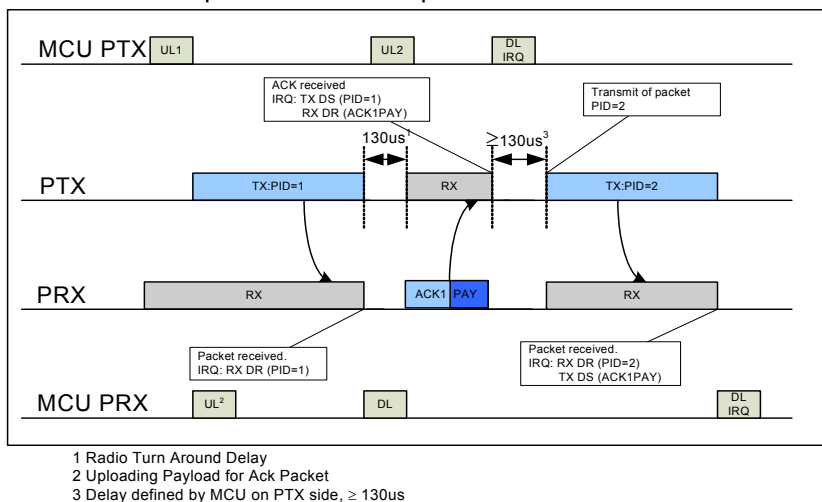 MCU PTX
UL1
UL2
DL
IRQ
ACK received
IRQ: TX DS (PID=1)
RX DR (ACK1PAY)
Transmit of packet
PID=2
130us1
≥130us3
PTX
TX:PID=1
RX
TX:PID=2
PRX
RX
ACK1
PAY
RX
Packet received.
IRQ: RX DR (PID=1)
Packet received.
IRQ: RX DR (PID=2)
TX DS (ACK1PAY)
MCU PRX
UL2
DL
DL
IRQ
1 Radio Turn Around Delay
2 Uploading Payload for Ack Packet
3 Delay defined by MCU on PTX side, ≥ 130us